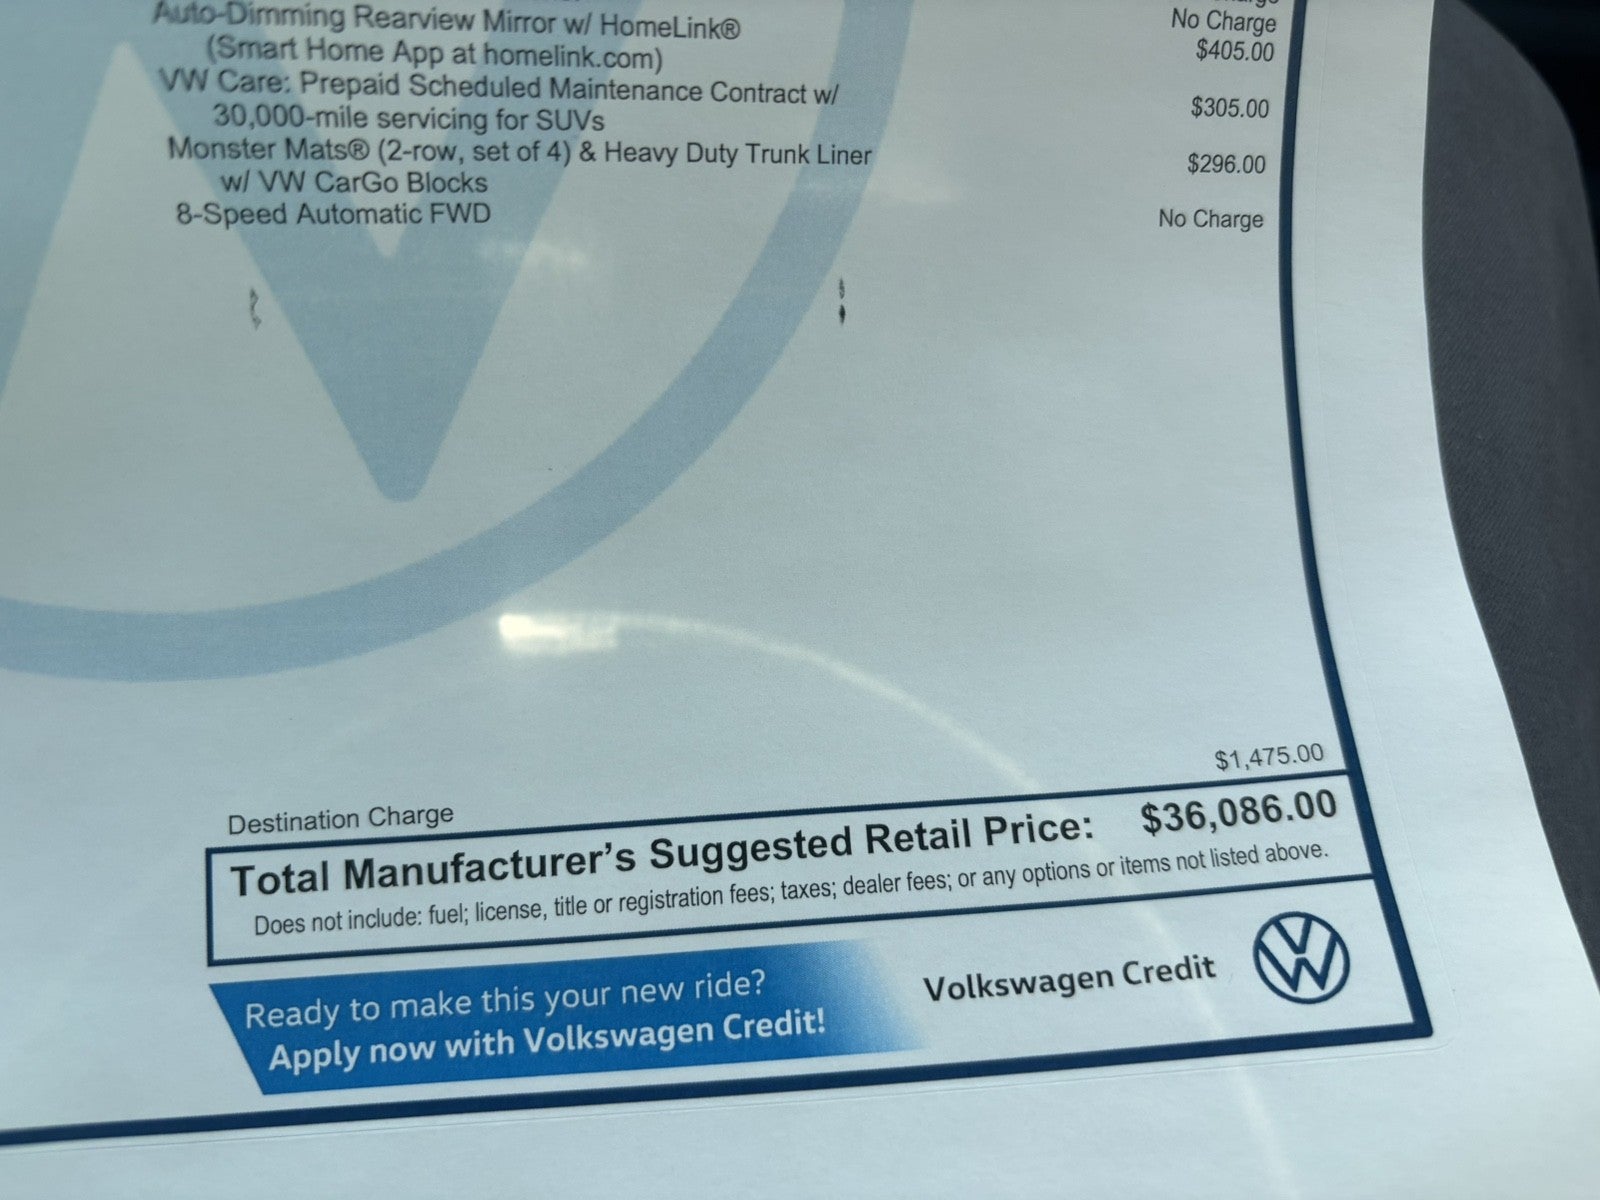 No Charge
Auto-Dimming Rearview Mirror w/ HomeLink® $405.00
(Smart Home App at homelink.com)
VW Care: Prepaid Scheduled Maintenance Contract w/ $305.00
30,000-mile servicing for SUVs
Monster Mats® (2-row, set of 4) & Heavy Duty Trunk Liner $296.00
w/ VW CarGo Blocks
8-Speed Automatic FWD No Charge
Destination Charge $1,475.00
Total Manufacturer's Suggested Retail Price: $36,086.00
Does not include: fuel; license, title or registration fees; taxes; dealer fees; or any options or items not listed above.
Ready to make this your new ride?
Apply now with Volkswagen Credit!
Volkswagen Credit